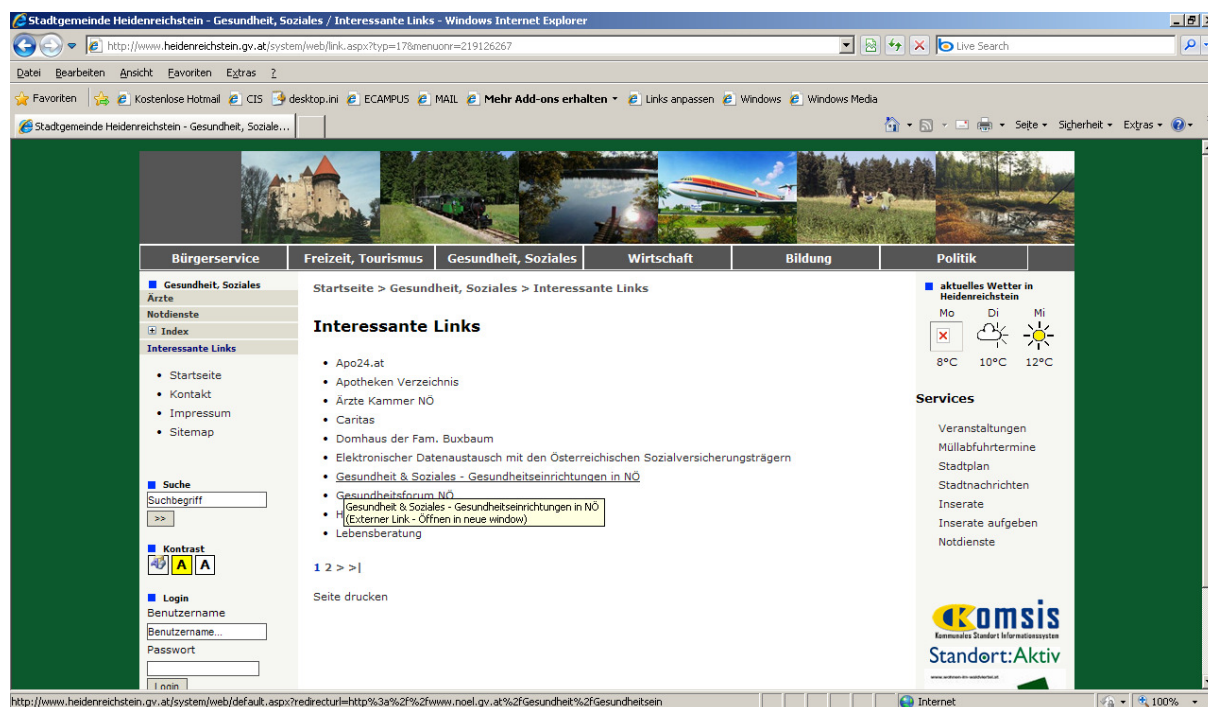 Stadtgemeinde Heidenreichstein - Gesundheit, Soziales / Interessante Links - Windows Internet Explorer
http://www.heidenreichstein.gv.at/system/web/link.aspx?typ=17&menuonr=219126267
Live Search
Datei Bearbeiten Ansicht Favoriten Extras ?
Favoriten Kostenlose Hotmail CIS desktop.ini ECAMPUS MAIL Mehr Add-ons erhalten Links anpassen Windows Windows Media
Stadtgemeinde Heidenreichstein - Gesundheit, Soziale...
Seite Sicherheit Extras
Bürgerservice Freizeit, Tourismus Gesundheit, Soziales Wirtschaft Bildung Politik
Gesundheit, Soziales
Ärzte
Notdienste
Index
Interessante Links
Startseite
Kontakt
Impressum
Sitemap
Suche
Suchbegriff
>>
Kontrast
A A
Login
Benutzername
Benutzername...
Passwort
Login
Startseite > Gesundheit, Soziales > Interessante Links
Interessante Links
Apo24.at
Apotheken Verzeichnis
Ärzte Kammer NÖ
Caritas
Domhaus der Fam. Buxbaum
Elektronischer Datenaustausch mit den Österreichischen Sozialversicherungsträgern
Gesundheit & Soziales - Gesundheitseinrichtungen in NÖ
Gesundheitsforum NÖ
H
Gesundheit & Soziales - Gesundheitseinrichtungen in NÖ
(Externer Link - Öffnen in neue window)
Lebensberatung
1 2 > >|
Seite drucken
aktuelles Wetter in
Heidenreichstein
Mo Di Mi
8°C 10°C 12°C
Services
Veranstaltungen
Müllabfuhrtermine
Stadtplan
Stadtnachrichten
Inserate
Inserate aufgeben
Notdienste
Komsis
Kommunales Standort Informationssystem
Standort:Aktiv
www.wohnen-im-waldviertel.at
http://www.heidenreichstein.gv.at/system/web/default.aspx?redirecturl=http%3a%2f%2fwww.noel.gv.at%2fGesundheit%2fGesundheitsein
Internet
100%